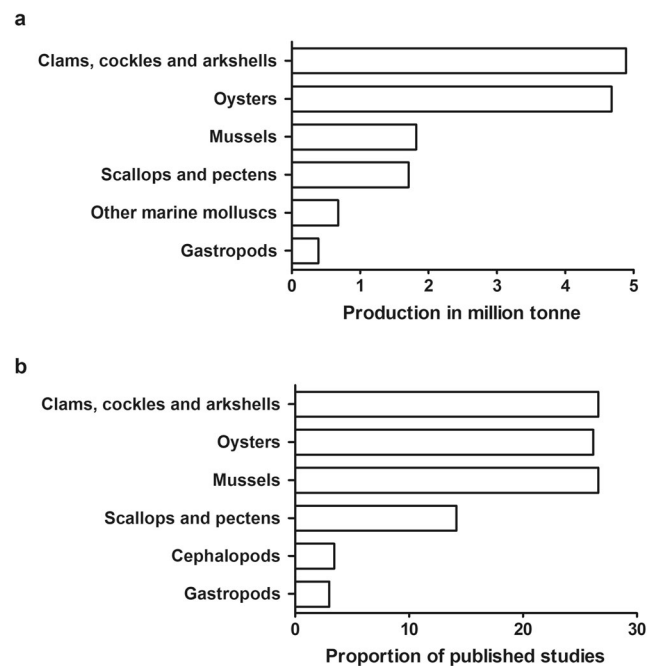 a
Clams, cockles and arkshells
Oysters
Mussels
Scallops and pectens
Other marine molluscs
Gastropods
0 1 2 3 4 5
Production in million tonne
b
Clams, cockles and arkshells
Oysters
Mussels
Scallops and pectens
Cephalopods
Gastropods
0 10 20 30
Proportion of published studies